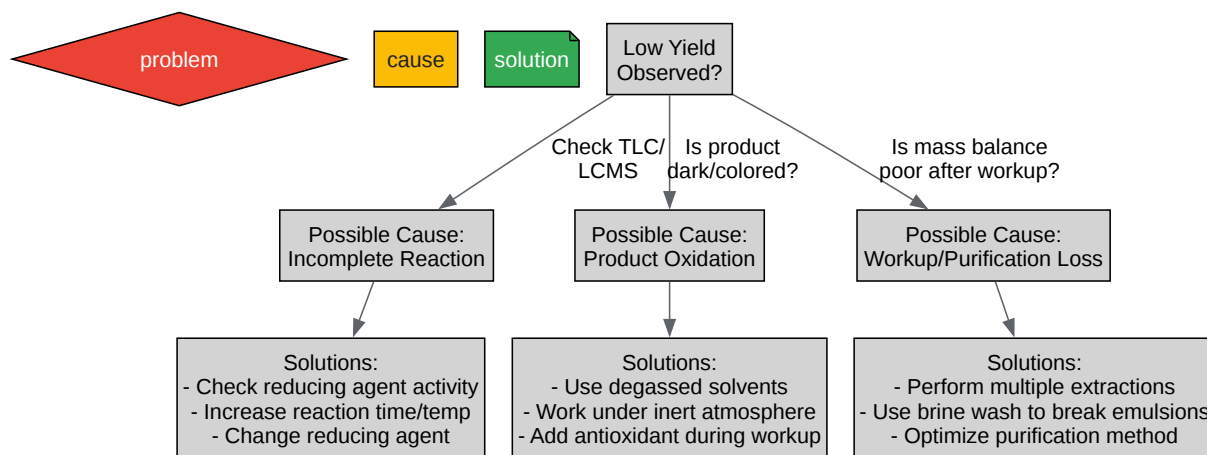 problem
cause
solution
Low Yield
Observed?
Check TLC/
LCMS
Is product
dark/colored?
Is mass balance
poor after workup?
Possible Cause:
Incomplete Reaction
Possible Cause:
Product Oxidation
Possible Cause:
Workup/Purification Loss
Solutions:
- Check reducing agent activity
- Increase reaction time/temp
- Change reducing agent
Solutions:
- Use degassed solvents
- Work under inert atmosphere
- Add antioxidant during workup
Solutions:
- Perform multiple extractions
- Use brine wash to break emulsions
- Optimize purification method